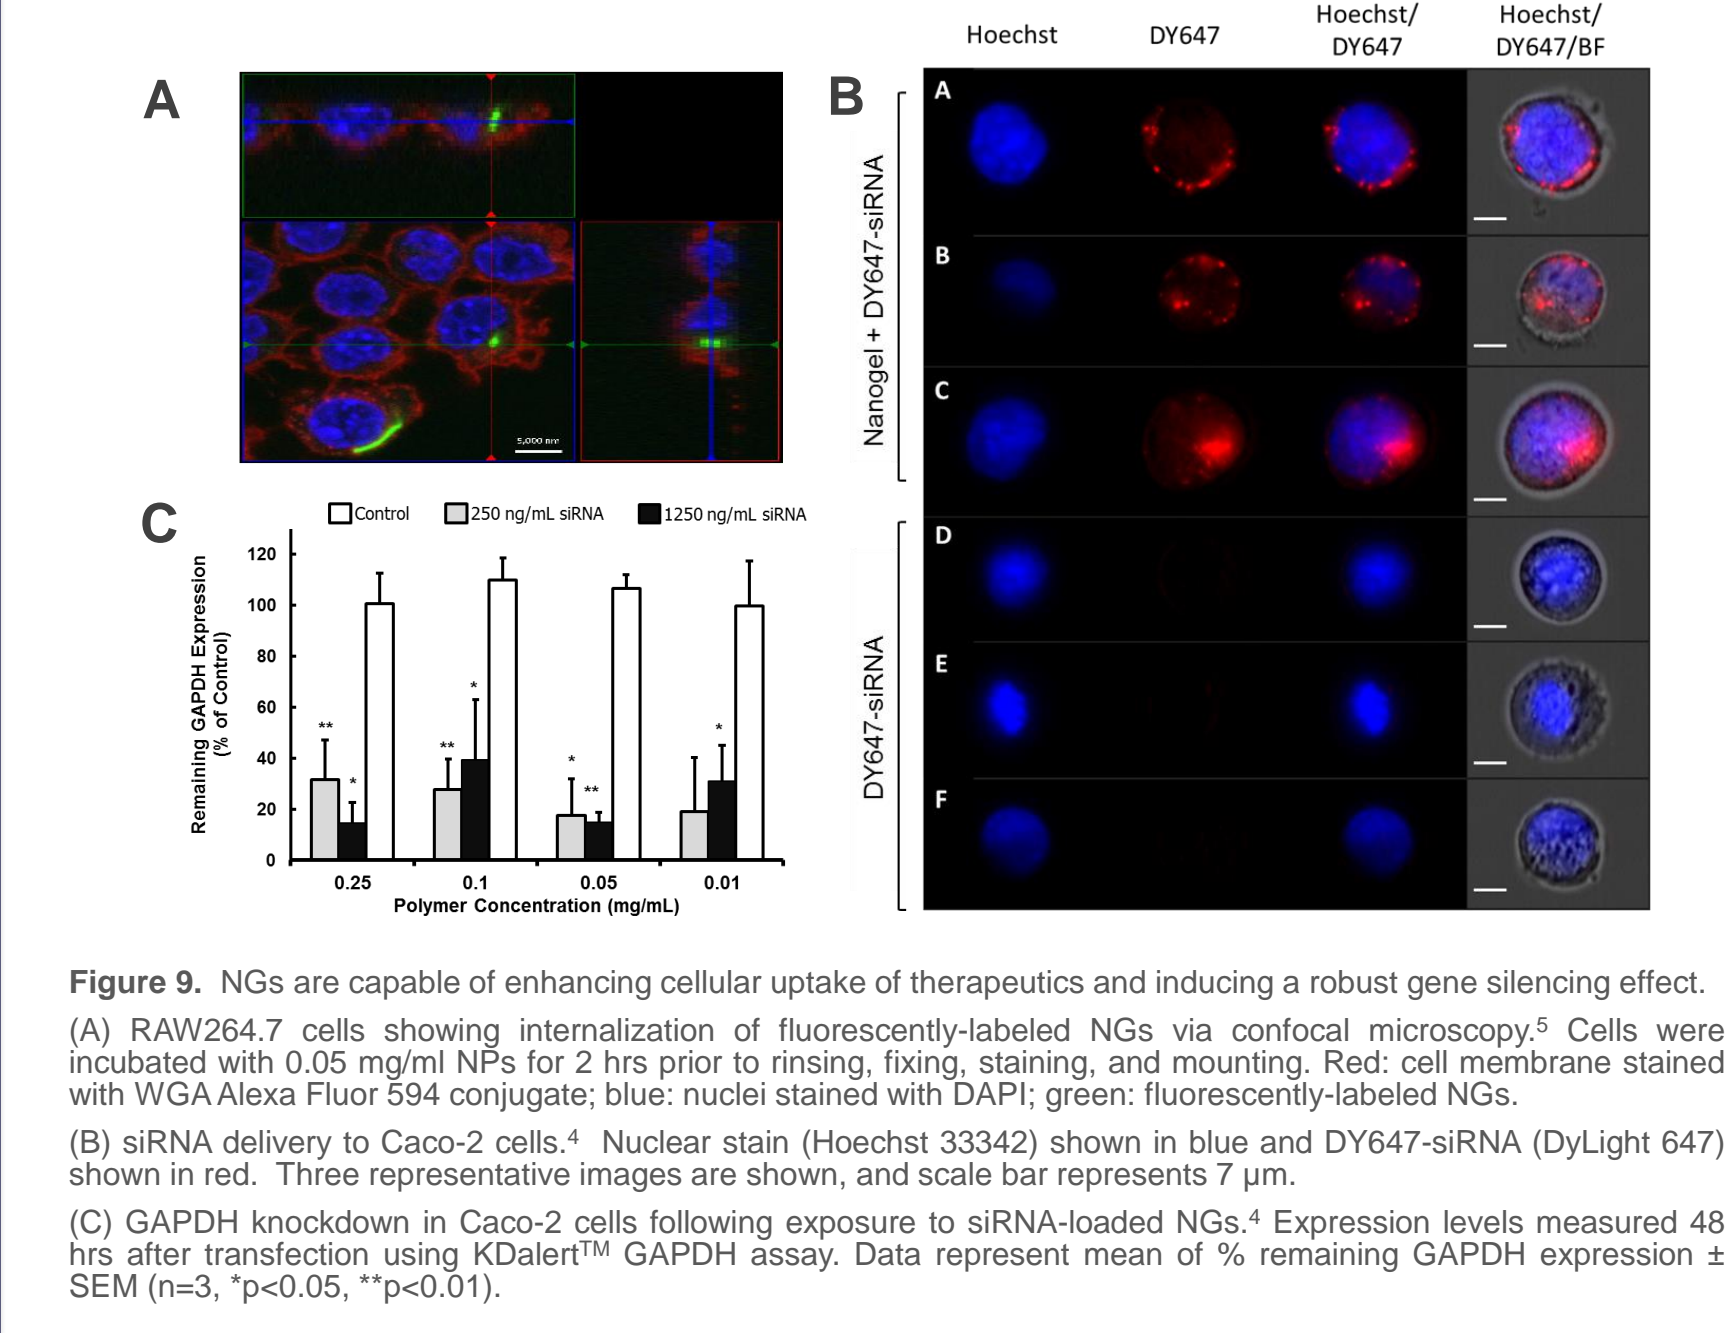 Hoechst
DY647
Hoechst/
DY647
Hoechst/
DY647/BF
A
5,000 nm
B
Nanogel + DY647-siRNA
DY647-siRNA
A
B
C
D
E
F
C
Control
250 ng/mL siRNA
1250 ng/mL siRNA
Remaining GAPDH Expression
(% of Control)
120
100
80
60
40
20
0
**
*
**
*
*
**
*
0.25
0.1
0.05
0.01
Polymer Concentration (mg/mL)
Figure 9. NGs are capable of enhancing cellular uptake of therapeutics and inducing a robust gene silencing effect.
(A) RAW264.7 cells showing internalization of fluorescently-labeled NGs via confocal microscopy.⁵ Cells were
incubated with 0.05 mg/ml NPs for 2 hrs prior to rinsing, fixing, staining, and mounting. Red: cell membrane stained
with WGA Alexa Fluor 594 conjugate; blue: nuclei stained with DAPI; green: fluorescently-labeled NGs.
(B) siRNA delivery to Caco-2 cells.⁴ Nuclear stain (Hoechst 33342) shown in blue and DY647-siRNA (DyLight 647)
shown in red. Three representative images are shown, and scale bar represents 7 µm.
(C) GAPDH knockdown in Caco-2 cells following exposure to siRNA-loaded NGs.⁴ Expression levels measured 48
hrs after transfection using KDalert™ GAPDH assay. Data represent mean of % remaining GAPDH expression ±
SEM (n=3, *p<0.05, **p<0.01).